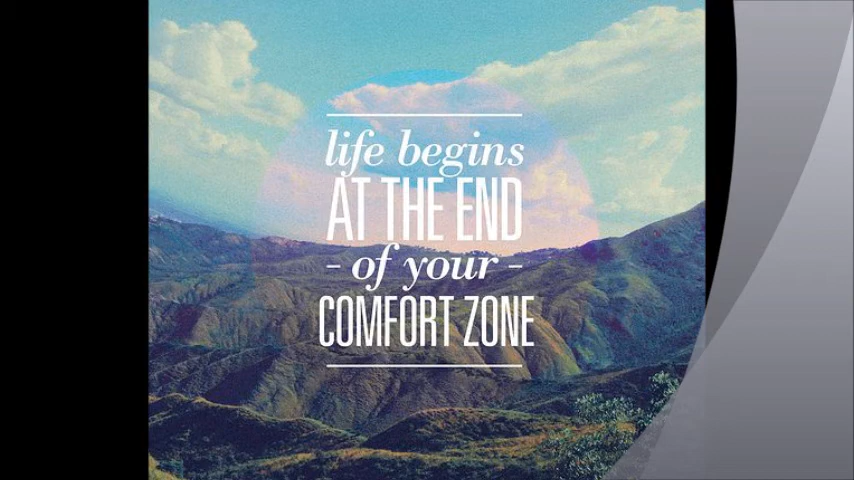 life begins
AT THE END
- of your -
COMFORT ZONE